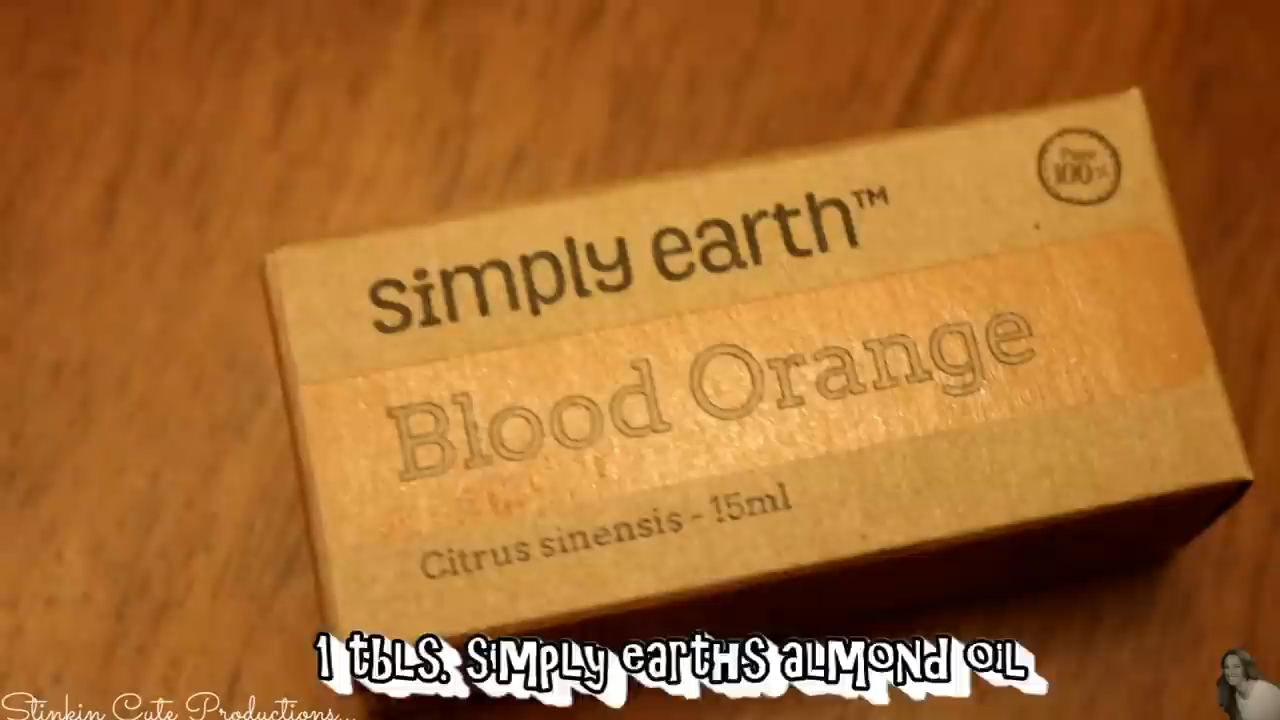 Pure
100%
simply earth™
Blood Orange
Citrus sinensis - 15ml
1 tbls. simply earths almond oil
Stinkin Cute Productions...